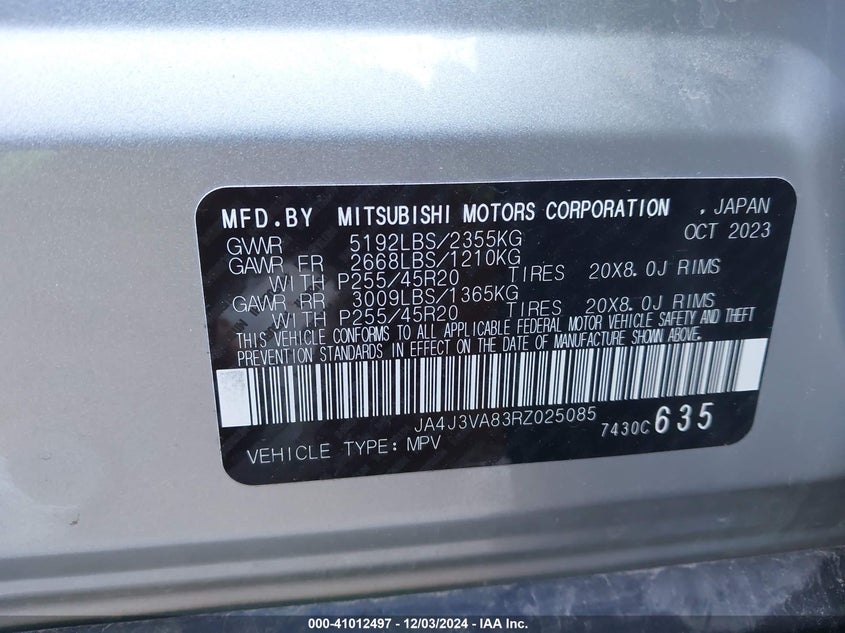 MFD.BY MITSUBISHI MOTORS CORPORATION , JAPAN
OCT 2023
GVWR 5192LBS/2355KG
GAWR FR 2668LBS/1210KG
WITH P255/45R20 TIRES 20X8.0J RIMS
GAWR RR 3009LBS/1365KG
WITH P255/45R20 TIRES 20X8.0J RIMS
THIS VEHICLE CONFORMS TO ALL APPLICABLE FEDERAL MOTOR VEHICLE SAFETY AND THEFT
PREVENTION STANDARDS IN EFFECT ON THE DATE OF MANUFACTURE SHOWN ABOVE.
JA4J3VA83RZ025085
7430C635
VEHICLE TYPE: MPV
000-41012497 - 12/03/2024 - © IAA Inc.